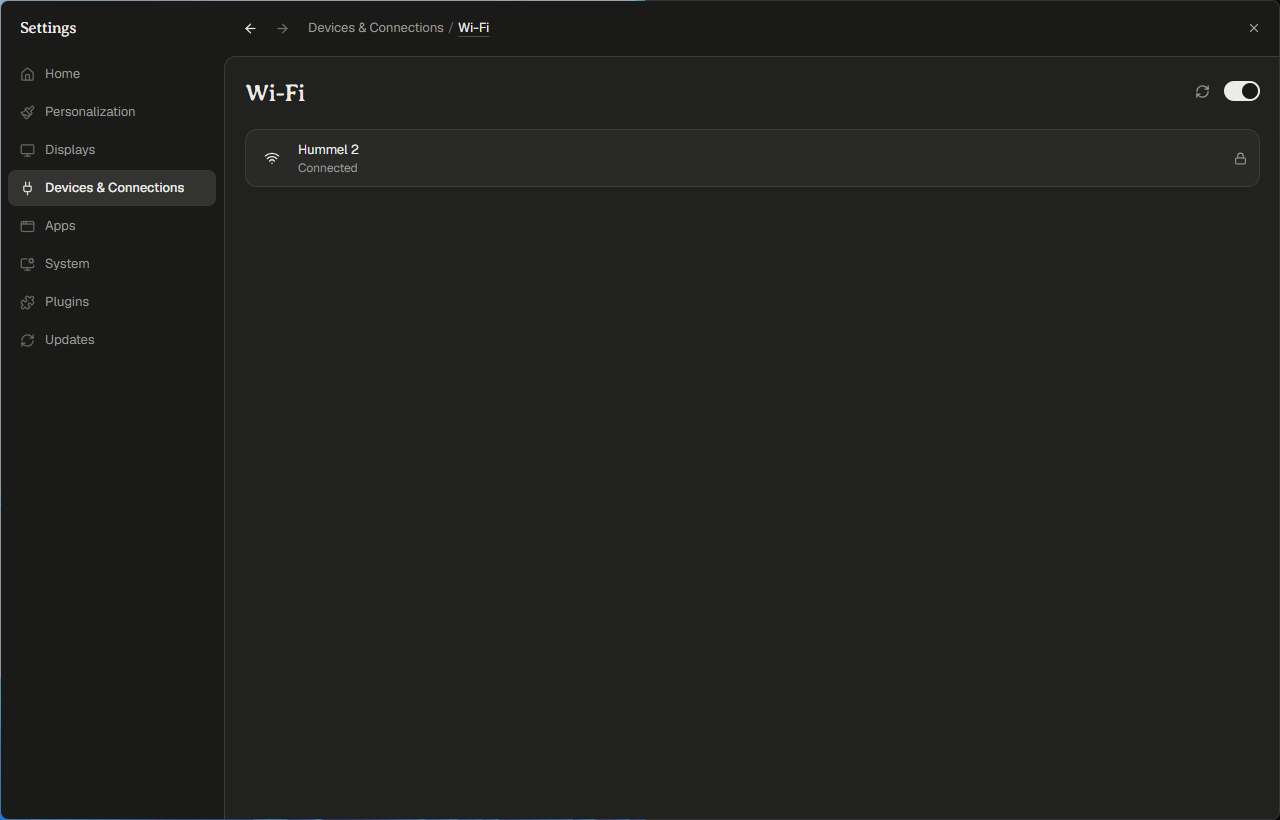 Settings
Devices & Connections / Wi-Fi
Home
Personalization
Displays
Devices & Connections
Apps
System
Plugins
Updates
Wi-Fi
Hummel 2
Connected